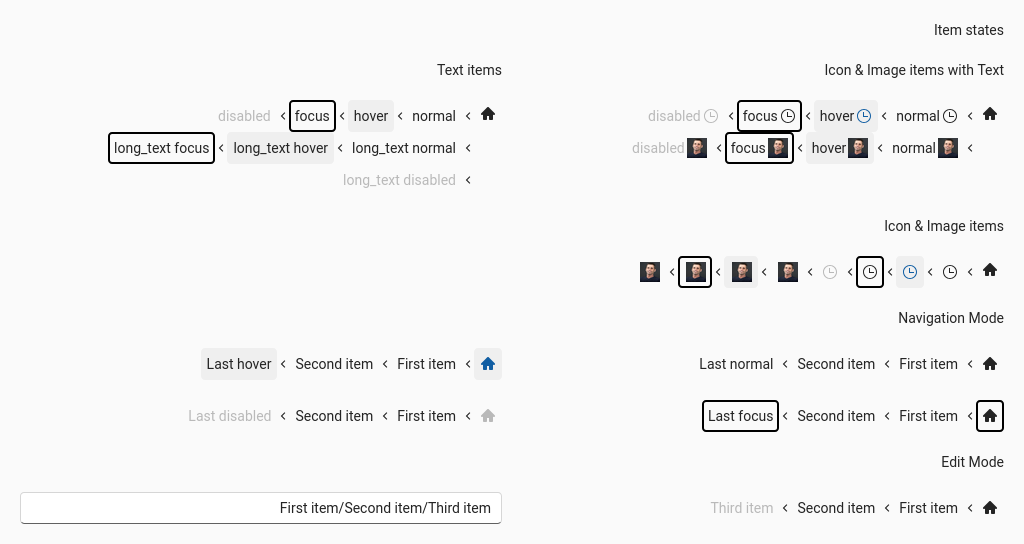 Item states
Icon & Image items with Text
Text items
normal hover focus disabled
normal hover focus disabled
normal hover focus disabled
long_text normal long_text hover long_text focus
long_text disabled
Icon & Image items
Navigation Mode
First item Second item Last normal
First item Second item Last hover
First item Second item Last focus
First item Second item Last disabled
Edit Mode
First item Second item Third item
First item/Second item/Third item